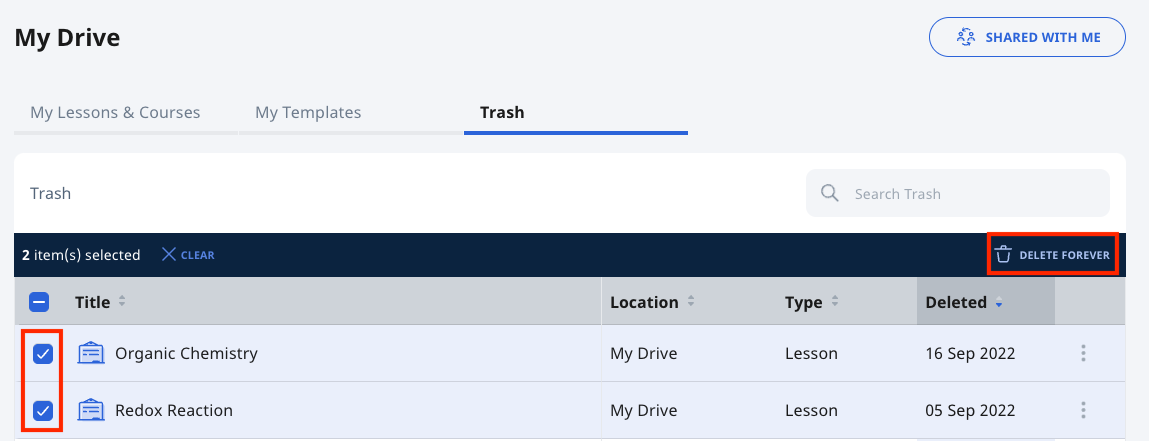 My Drive
SHARED WITH ME
My Lessons & Courses My Templates Trash
Trash Search Trash
2 item(s) selected CLEAR DELETE FOREVER
Title Location Type Deleted
Organic Chemistry My Drive Lesson 16 Sep 2022
Redox Reaction My Drive Lesson 05 Sep 2022